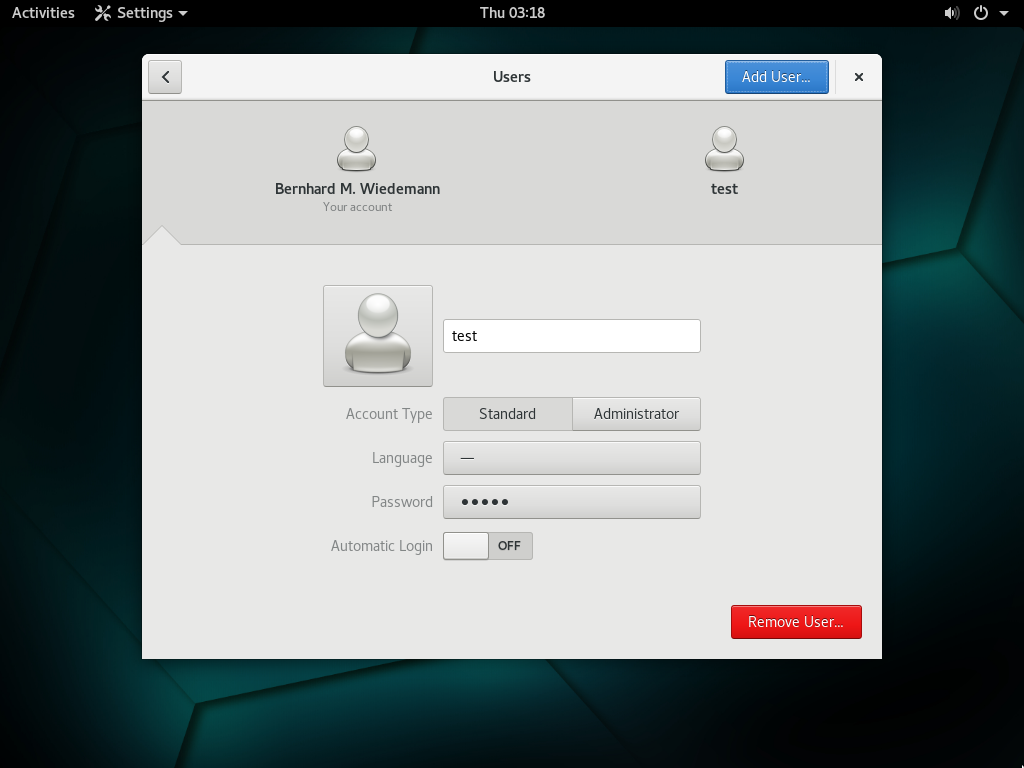 Activities Settings Thu 03:18
Users Add User...
Bernhard M. Wiedemann test
Your account
test
Account Type Standard Administrator
Language —
Password •••••
Automatic Login OFF
Remove User...